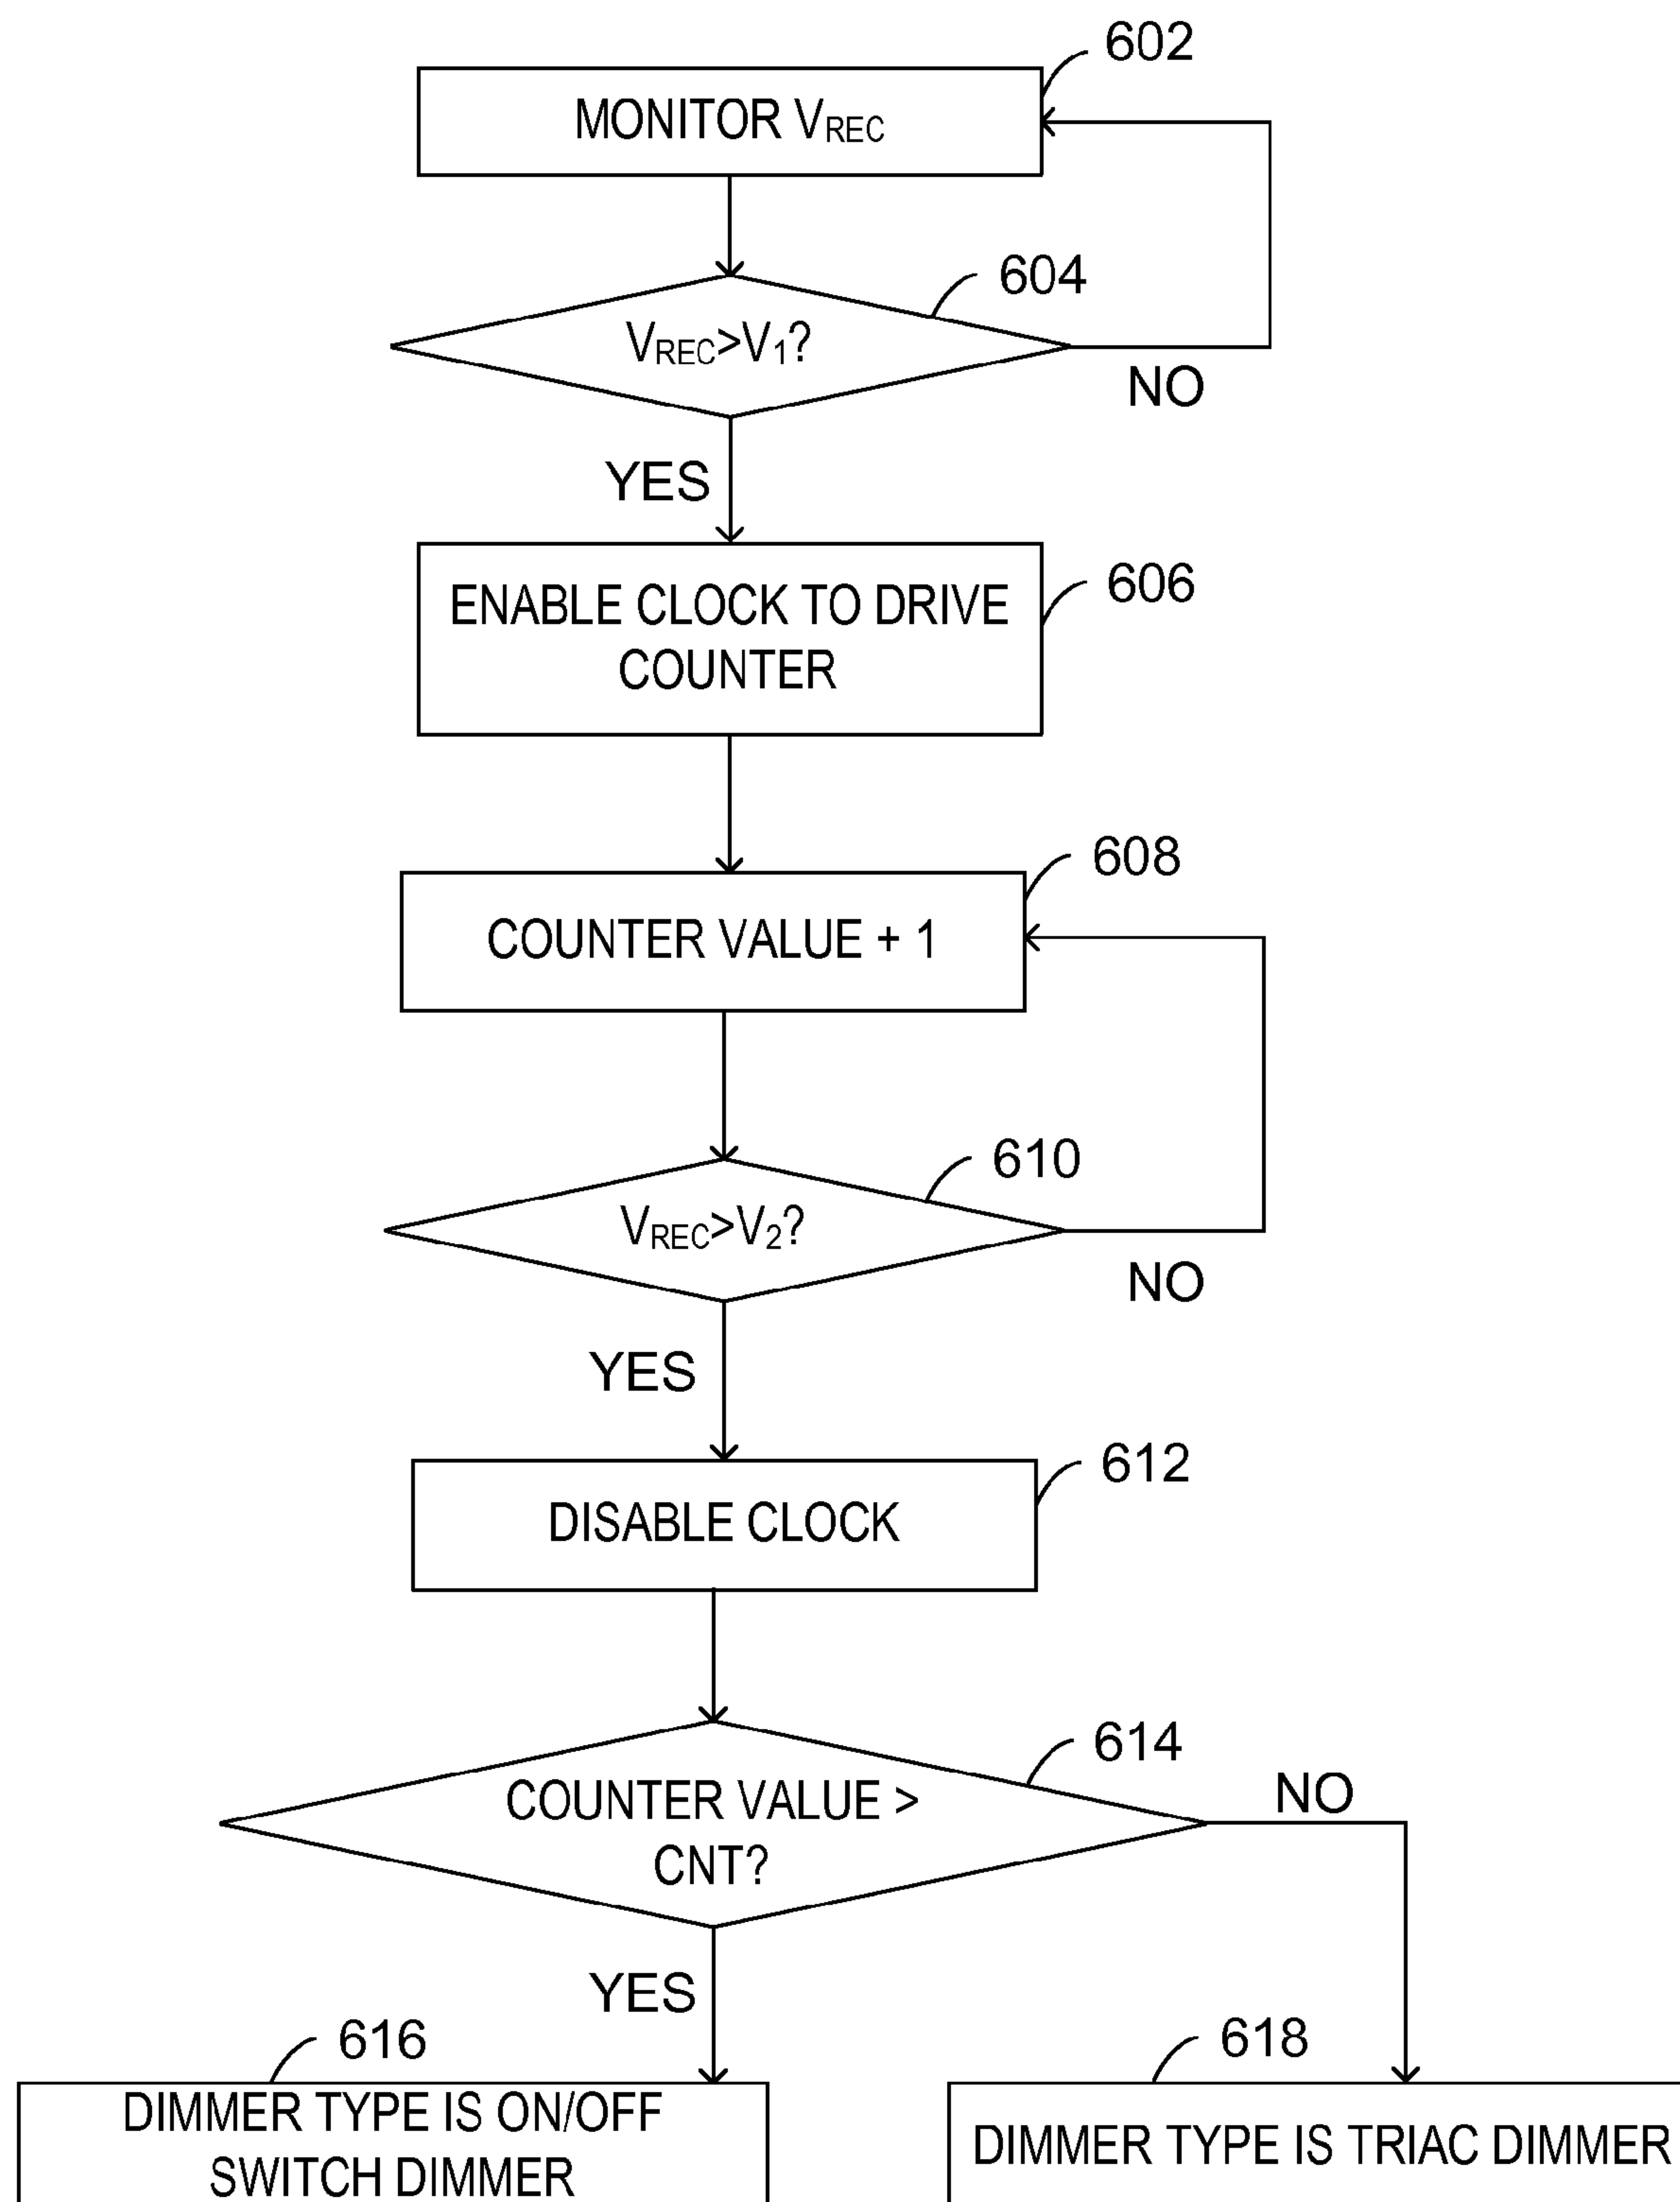 602
MONITOR VREC
604
VREC>V1?
NO
YES
ENABLE CLOCK TO DRIVE
COUNTER
606
608
COUNTER VALUE + 1
610
VREC>V2?
NO
YES
612
DISABLE CLOCK
614
COUNTER VALUE >
CNT?
NO
YES
616
618
DIMMER TYPE IS ON/OFF
SWITCH DIMMER
DIMMER TYPE IS TRIAC DIMMER